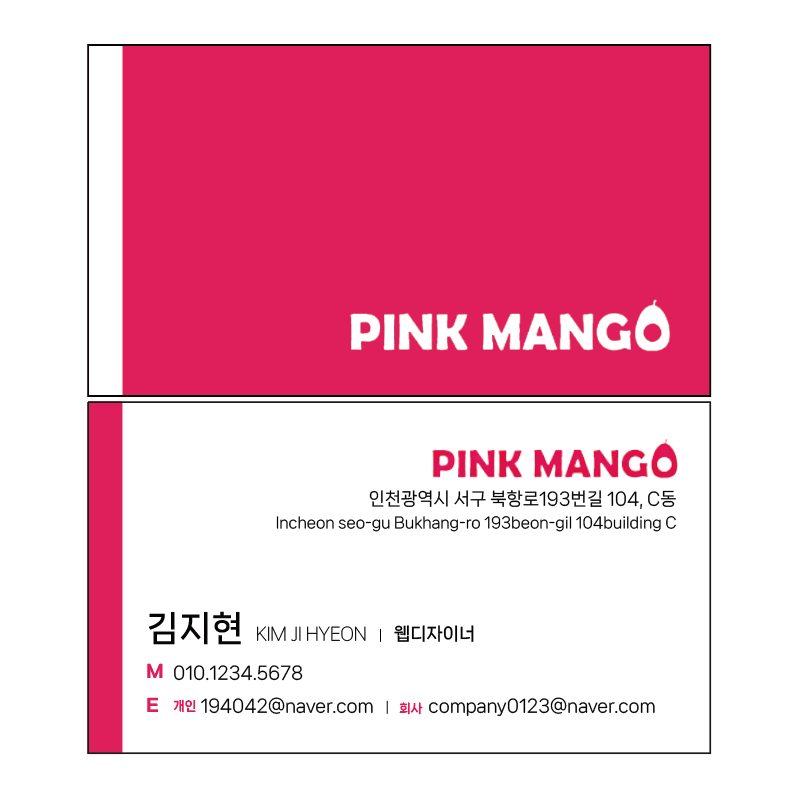 PINK MANGO
PINK MANGO
인천광역시 서구 북항로193번길 104, C동
Incheon seo-gu Bukhang-ro 193beon-gil 104building C
김지현 KIM JI HYEON | 웹디자이너
M 010.1234.5678
E 개인 194042@naver.com | 회사 company0123@naver.com